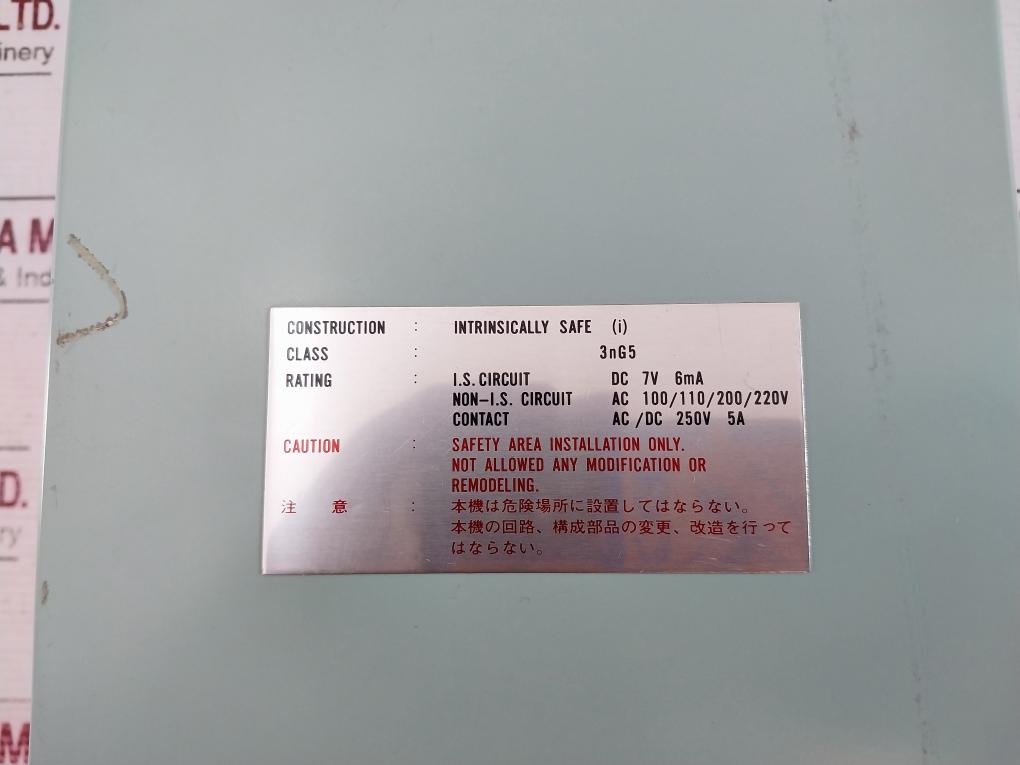 LTD.
inery
A M
& Ind
D.
ry
M
CONSTRUCTION : INTRINSICALLY SAFE (i)
CLASS : 3nG5
RATING : I.S. CIRCUIT DC 7V 6mA
NON-I.S. CIRCUIT AC 100/110/200/220V
CONTACT AC/DC 250V 5A
CAUTION : SAFETY AREA INSTALLATION ONLY.
NOT ALLOWED ANY MODIFICATION OR
REMODELING.
注 意 : 本機は危険場所に設置してはならない。
本機の回路、構成部品の変更、改造を行って
はならない。